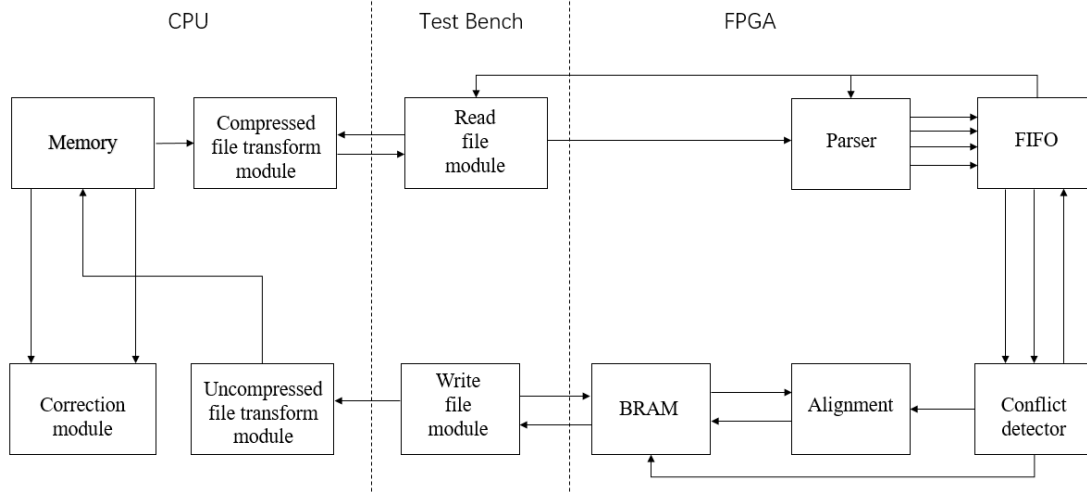 CPU
Test Bench
FPGA
Memory
Compressed
file transform
module
Read
file
module
Parser
FIFO
Correction
module
Uncompressed
file transform
module
Write
file
module
BRAM
Alignment
Conflict
detector